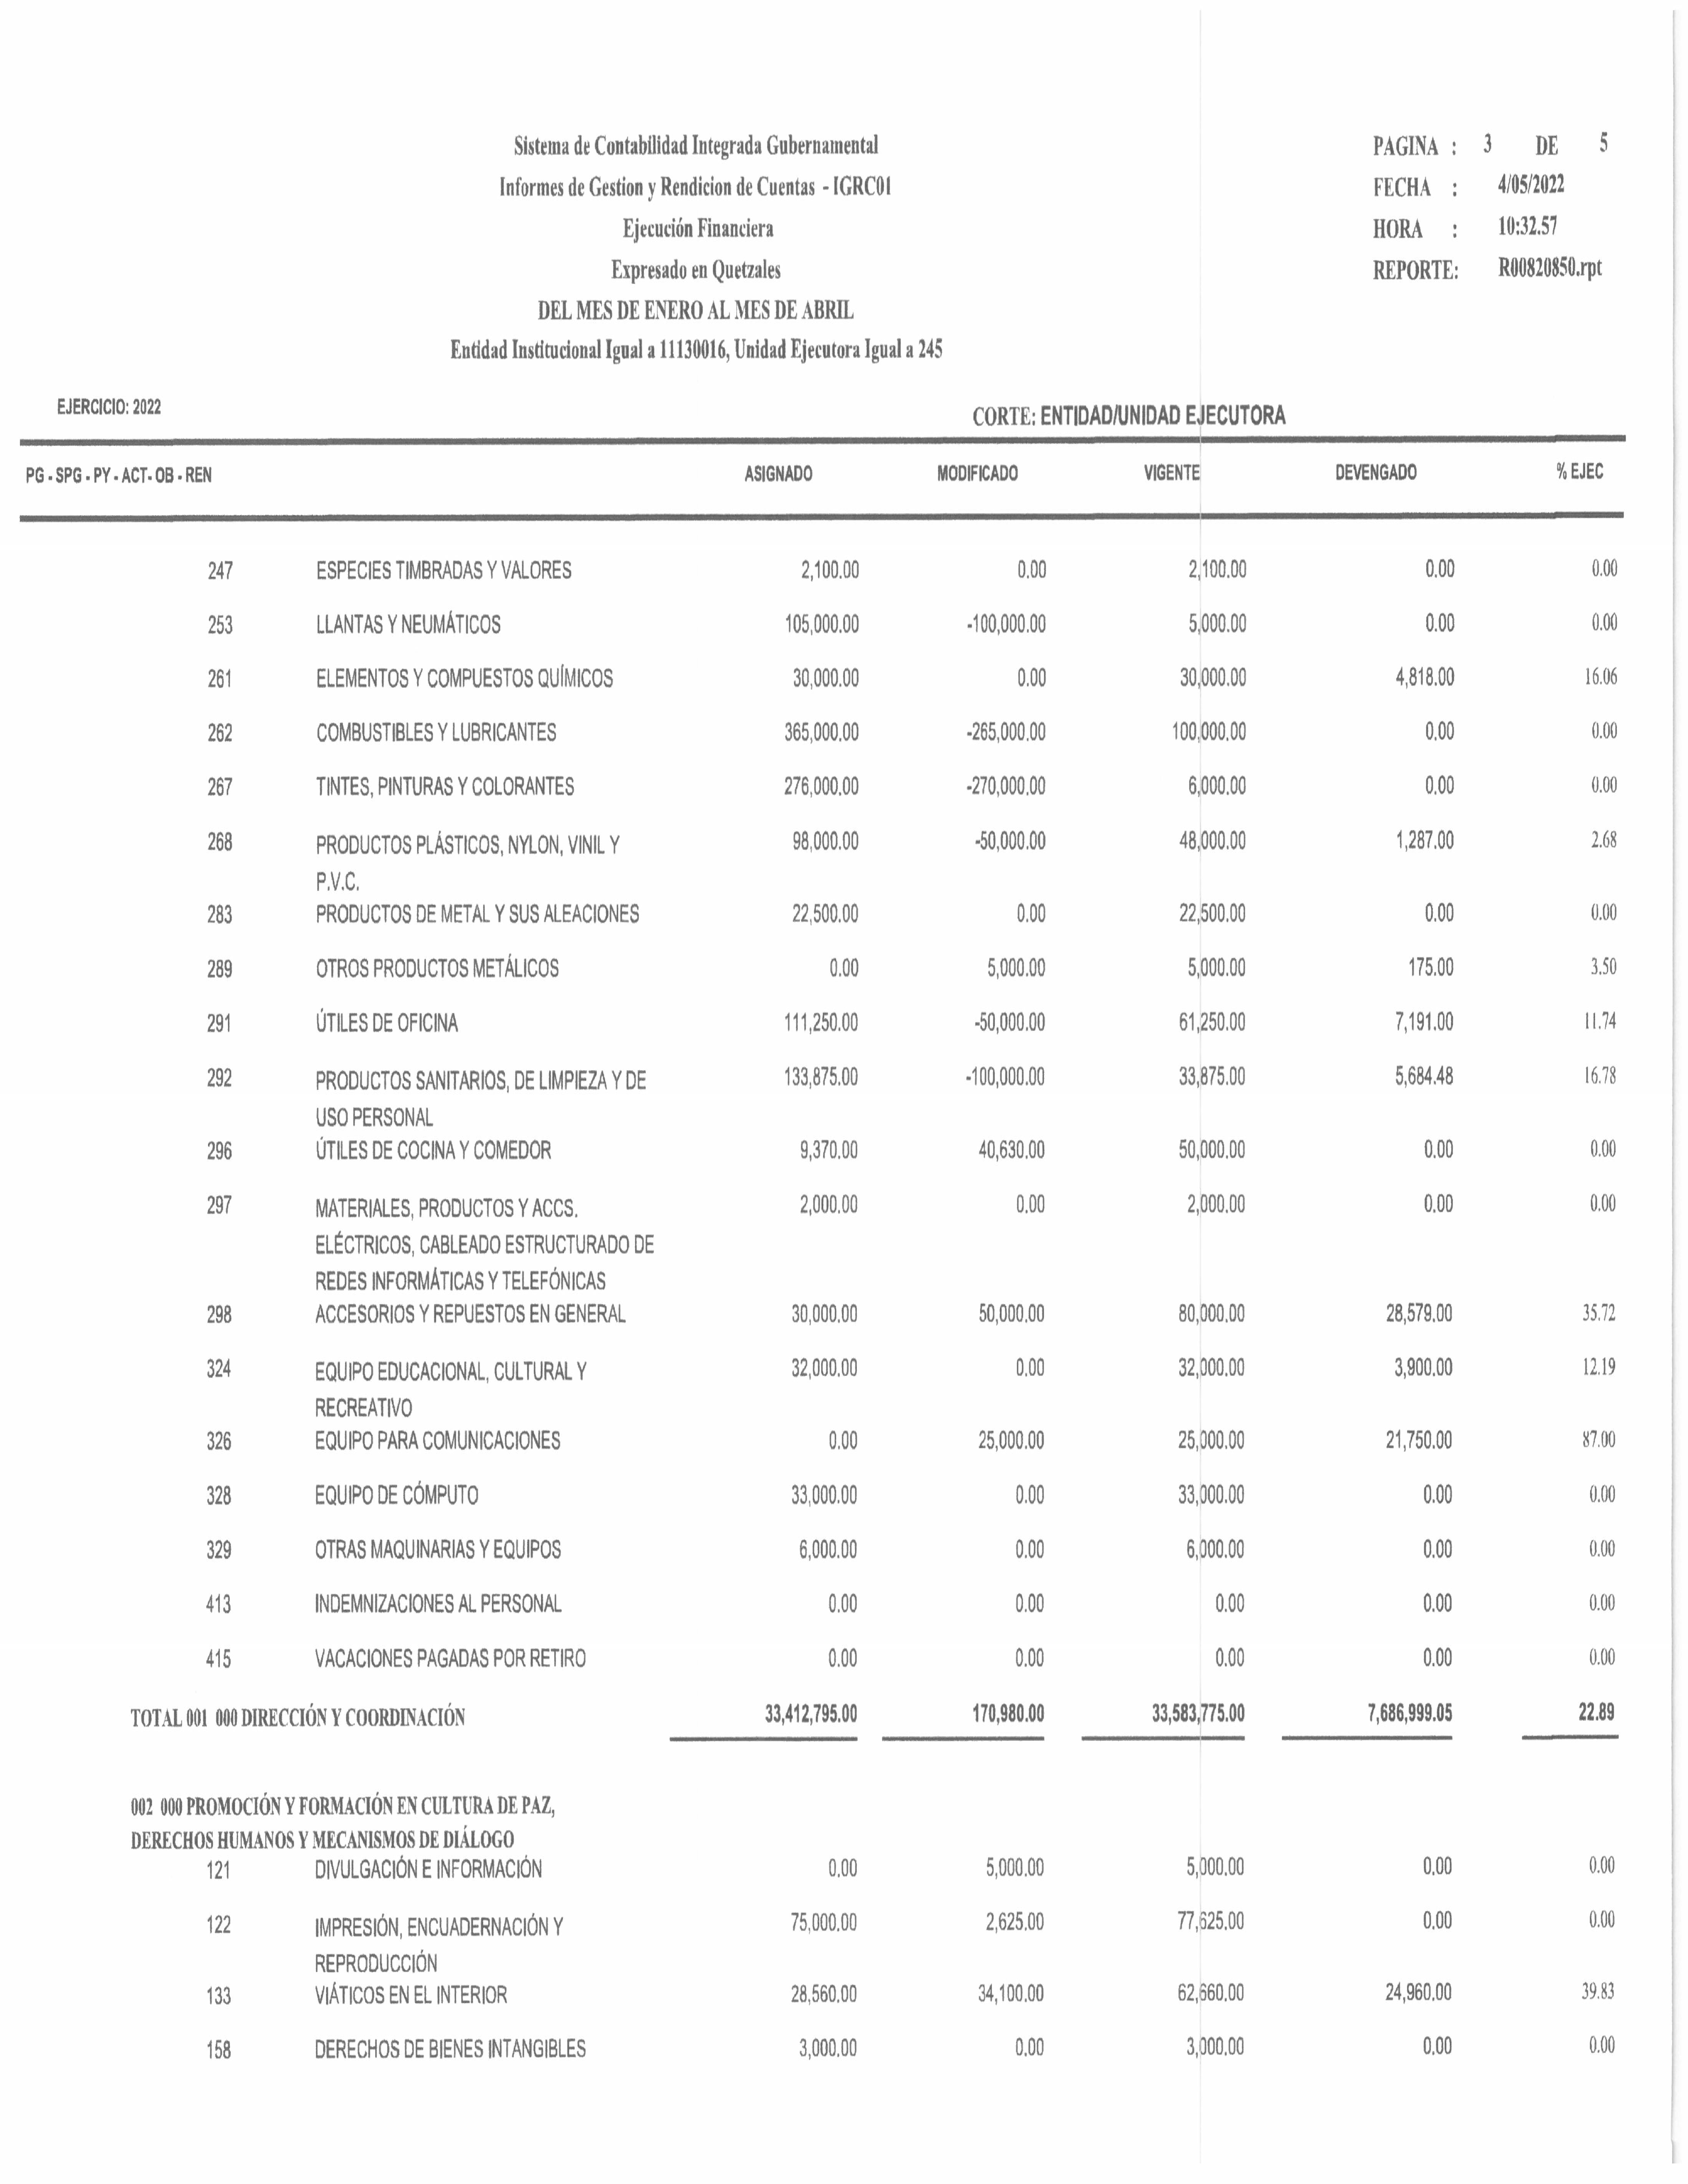 Sistema de Contabilidad Integrada Gubernamental
PAGINA : 3 DE 5
Informes de Gestion y Rendicion de Cuentas - IGRC01
FECHA : 4/05/2022
Ejecución Financiera
HORA : 10:32.57
Expresado en Quetzales
REPORTE: R00820850.rpt
DEL MES DE ENERO AL MES DE ABRIL
Entidad Institucional Igual a 11130016, Unidad Ejecutora Igual a 245
EJERCICIO: 2022
CORTE: ENTIDAD/UNIDAD EJECUTORA
PG - SPG - PY - ACT- OB - REN ASIGNADO MODIFICADO VIGENTE DEVENGADO % EJEC
247 ESPECIES TIMBRADAS Y VALORES 2,100.00 0.00 2,100.00 0.00 0.00
253 LLANTAS Y NEUMÁTICOS 105,000.00 -100,000.00 5,000.00 0.00 0.00
261 ELEMENTOS Y COMPUESTOS QUÍMICOS 30,000.00 0.00 30,000.00 4,818.00 16.06
262 COMBUSTIBLES Y LUBRICANTES 365,000.00 -265,000.00 100,000.00 0.00 0.00
267 TINTES, PINTURAS Y COLORANTES 276,000.00 -270,000.00 6,000.00 0.00 0.00
268 PRODUCTOS PLÁSTICOS, NYLON, VINIL Y 98,000.00 -50,000.00 48,000.00 1,287.00 2.68
P.V.C.
283 PRODUCTOS DE METAL Y SUS ALEACIONES 22,500.00 0.00 22,500.00 0.00 0.00
289 OTROS PRODUCTOS METÁLICOS 0.00 5,000.00 5,000.00 175.00 3.50
291 ÚTILES DE OFICINA 111,250.00 -50,000.00 61,250.00 7,191.00 11.74
292 PRODUCTOS SANITARIOS, DE LIMPIEZA Y DE 133,875.00 -100,000.00 33,875.00 5,684.48 16.78
USO PERSONAL
296 ÚTILES DE COCINA Y COMEDOR 9,370.00 40,630.00 50,000.00 0.00 0.00
297 MATERIALES, PRODUCTOS Y ACCS. 2,000.00 0.00 2,000.00 0.00 0.00
ELÉCTRICOS, CABLEADO ESTRUCTURADO DE
REDES INFORMÁTICAS Y TELEFÓNICAS
298 ACCESORIOS Y REPUESTOS EN GENERAL 30,000.00 50,000.00 80,000.00 28,579.00 35.72
324 EQUIPO EDUCACIONAL, CULTURAL Y 32,000.00 0.00 32,000.00 3,900.00 12.19
RECREATIVO
326 EQUIPO PARA COMUNICACIONES 0.00 25,000.00 25,000.00 21,750.00 87.00
328 EQUIPO DE CÓMPUTO 33,000.00 0.00 33,000.00 0.00 0.00
329 OTRAS MAQUINARIAS Y EQUIPOS 6,000.00 0.00 6,000.00 0.00 0.00
413 INDEMNIZACIONES AL PERSONAL 0.00 0.00 0.00 0.00 0.00
415 VACACIONES PAGADAS POR RETIRO 0.00 0.00 0.00 0.00 0.00
TOTAL 001 000 DIRECCIÓN Y COORDINACIÓN 33,412,795.00 170,980.00 33,583,775.00 7,686,999.05 22.89
002 000 PROMOCIÓN Y FORMACIÓN EN CULTURA DE PAZ,
DERECHOS HUMANOS Y MECANISMOS DE DIÁLOGO
121 DIVULGACIÓN E INFORMACIÓN 0.00 5,000.00 5,000.00 0.00 0.00
122 IMPRESIÓN, ENCUADERNACIÓN Y 75,000.00 2,625.00 77,625.00 0.00 0.00
REPRODUCCIÓN
133 VIÁTICOS EN EL INTERIOR 28,560.00 34,100.00 62,660.00 24,960.00 39.83
158 DERECHOS DE BIENES INTANGIBLES 3,000.00 0.00 3,000.00 0.00 0.00